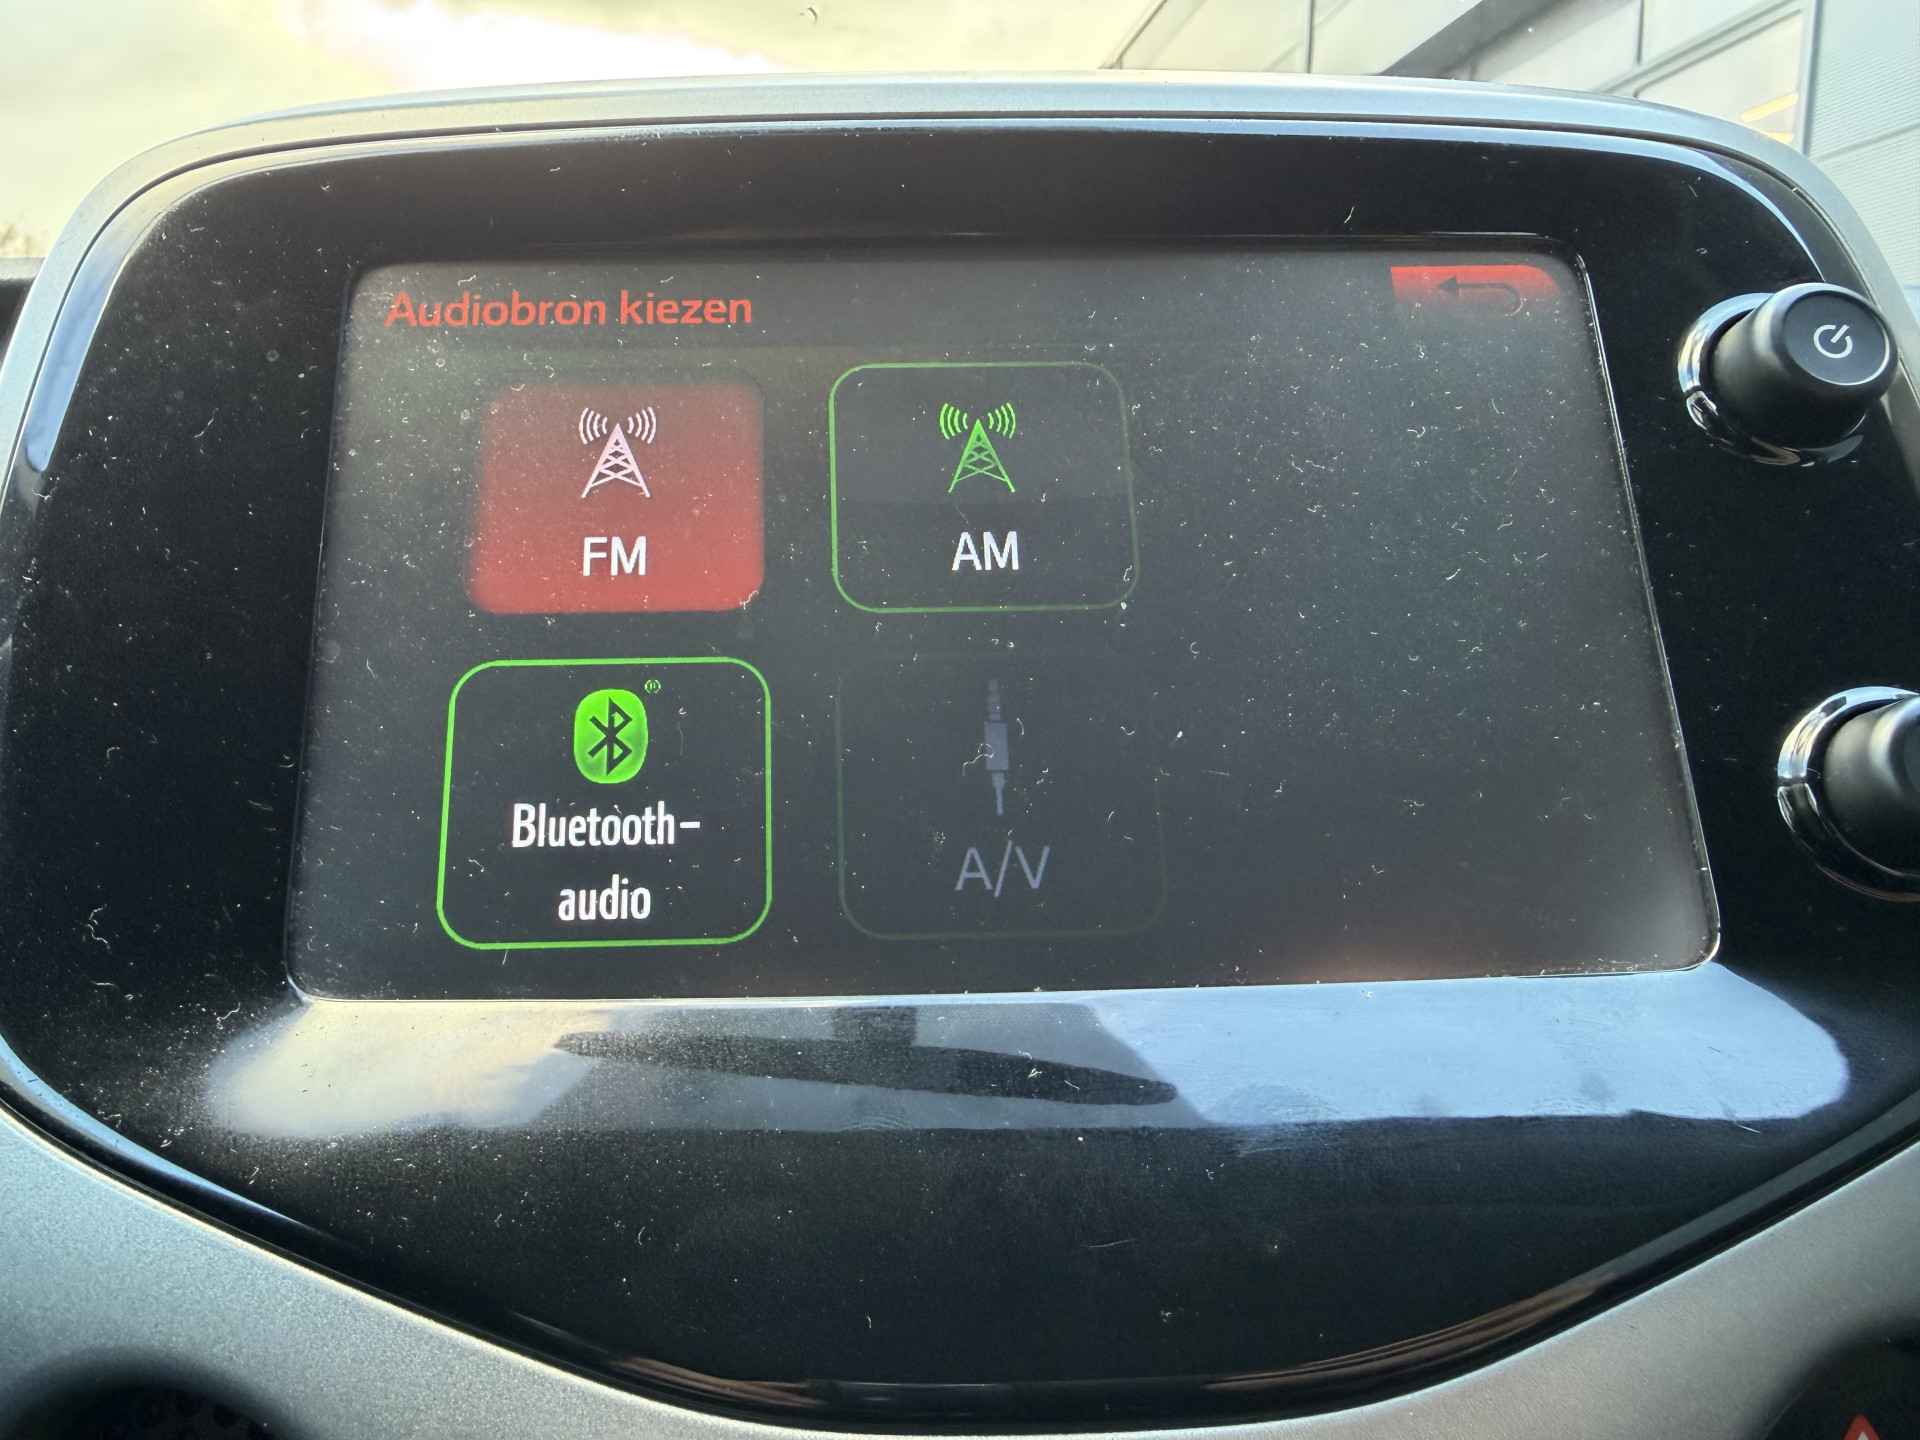 Audiobron kiezen
FM
AM
Bluetooth-
audio
A/V